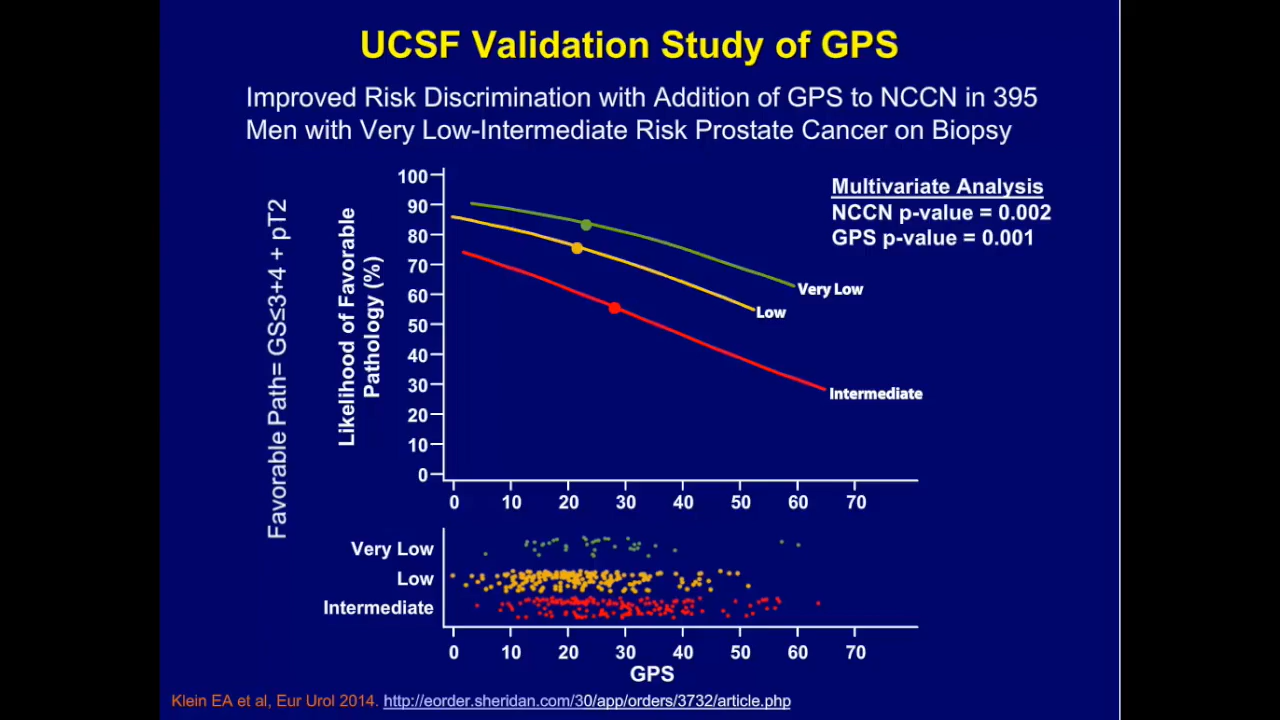 UCSF Validation Study of GPS
Improved Risk Discrimination with Addition of GPS to NCCN in 395
Men with Very Low-Intermediate Risk Prostate Cancer on Biopsy
Favorable Path= GS≤3+4 + pT2
Likelihood of Favorable
Pathology (%)
100
90
80
70
60
50
40
30
20
10
0
Multivariate Analysis
NCCN p-value = 0.002
GPS p-value = 0.001
Very Low
Low
Intermediate
0 10 20 30 40 50 60 70
Very Low
Low
Intermediate
0 10 20 30 40 50 60 70
GPS
Klein EA et al, Eur Urol 2014. http://eorder.sheridan.com/30/app/orders/3732/article.php